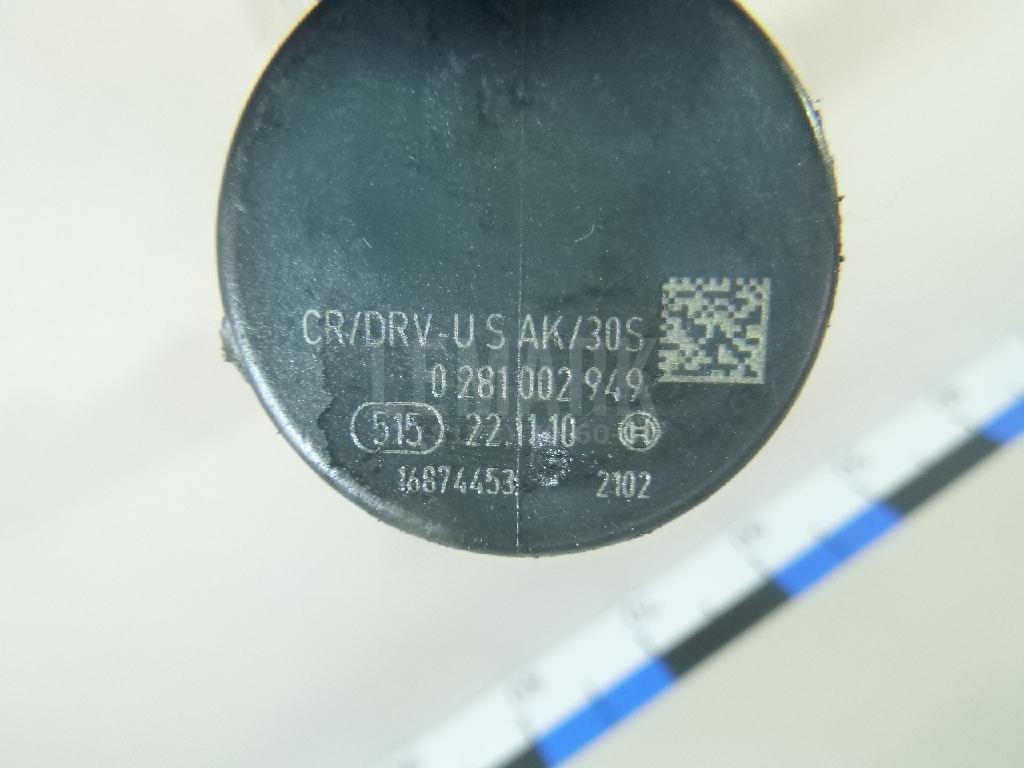 CR/DRV-U S AK/30S
0 281 002 949
515 22.11.10
16874453 2102